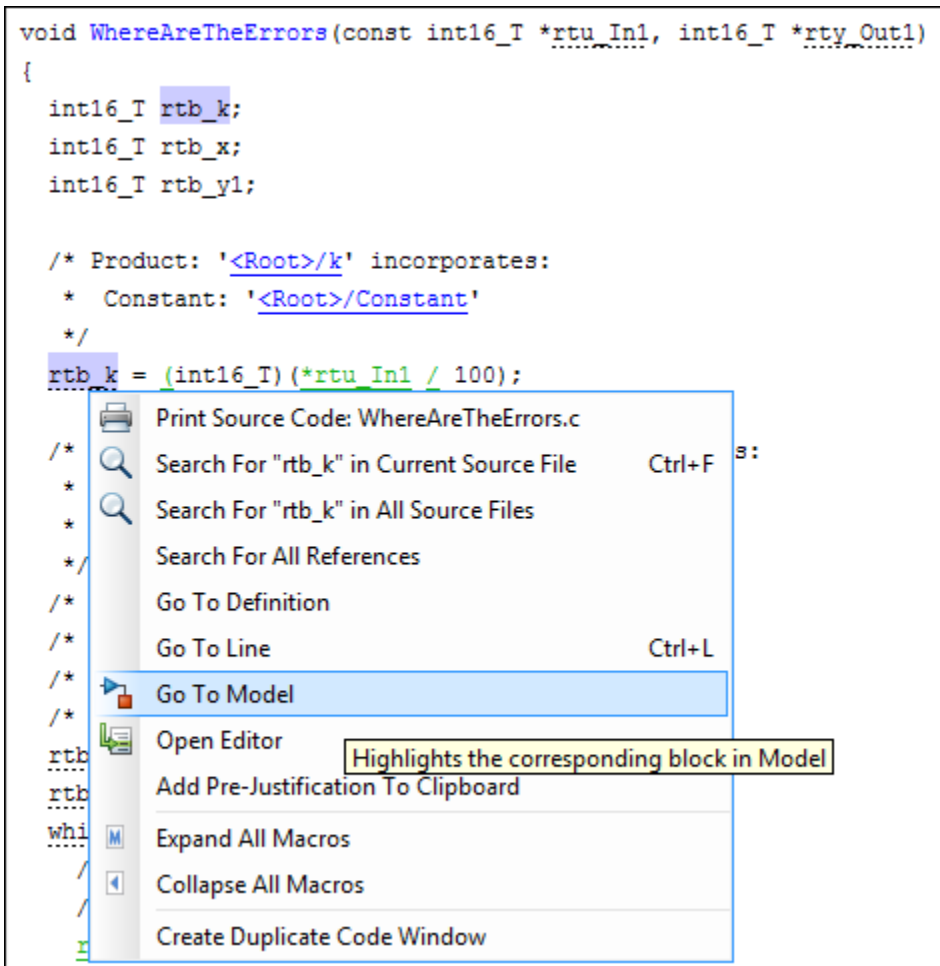 void WhereAreTheErrors(const int16_T *rtu_In1, int16_T *rty_Out1)
{
int16_T rtb_k;
int16_T rtb_x;
int16_T rtb_y1;
/* Product: '<Root>/k' incorporates:
* Constant: '<Root>/Constant'
*/
rtb_k = (int16_T)(*rtu_In1 / 100);
Print Source Code: WhereAreTheErrors.c
/* s:
Search For "rtb_k" in Current Source File Ctrl+F
*
Search For "rtb_k" in All Source Files
*
Search For All References
*/
Go To Definition
/*
Go To Line Ctrl+L
/*
Go To Model
/*
/*
Open Editor
Highlights the corresponding block in Model
rtb
Add Pre-Justification To Clipboard
rtb
whi
M Expand All Macros
/
Collapse All Macros
/
Create Duplicate Code Window
r